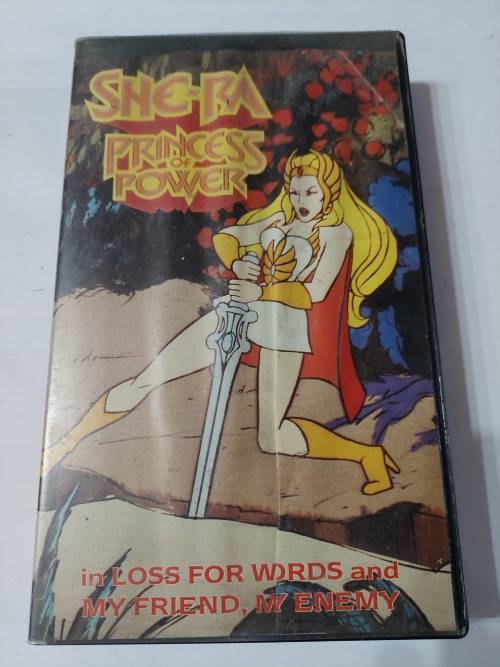 SHE-RA
PRINCESS
OF
POWER
in LOSS FOR WORDS and
MY FRIEND, MY ENEMY